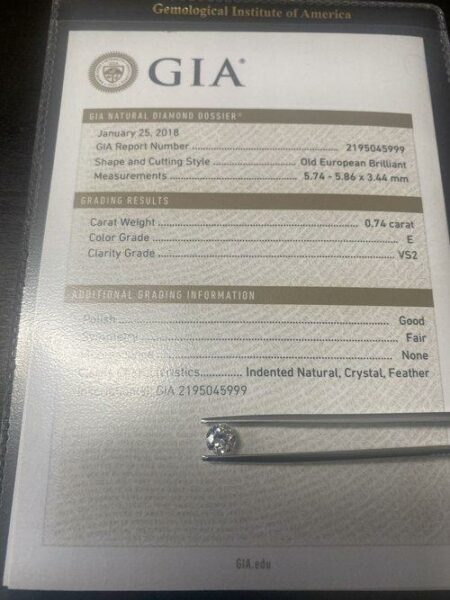 Gemological Institute of America
GIA®
GIA NATURAL DIAMOND DOSSIER®
January 25, 2018
GIA Report Number 2195045999
Shape and Cutting Style Old European Brilliant
Measurements 5.74 - 5.86 x 3.44 mm
GRADING RESULTS
Carat Weight 0.74 carat
Color Grade E
Clarity Grade VS2
ADDITIONAL GRADING INFORMATION
Polish Good
Symmetry Fair
None
Characteristics Indented Natural, Crystal, Feather
GIA 2195045999
GIA.edu